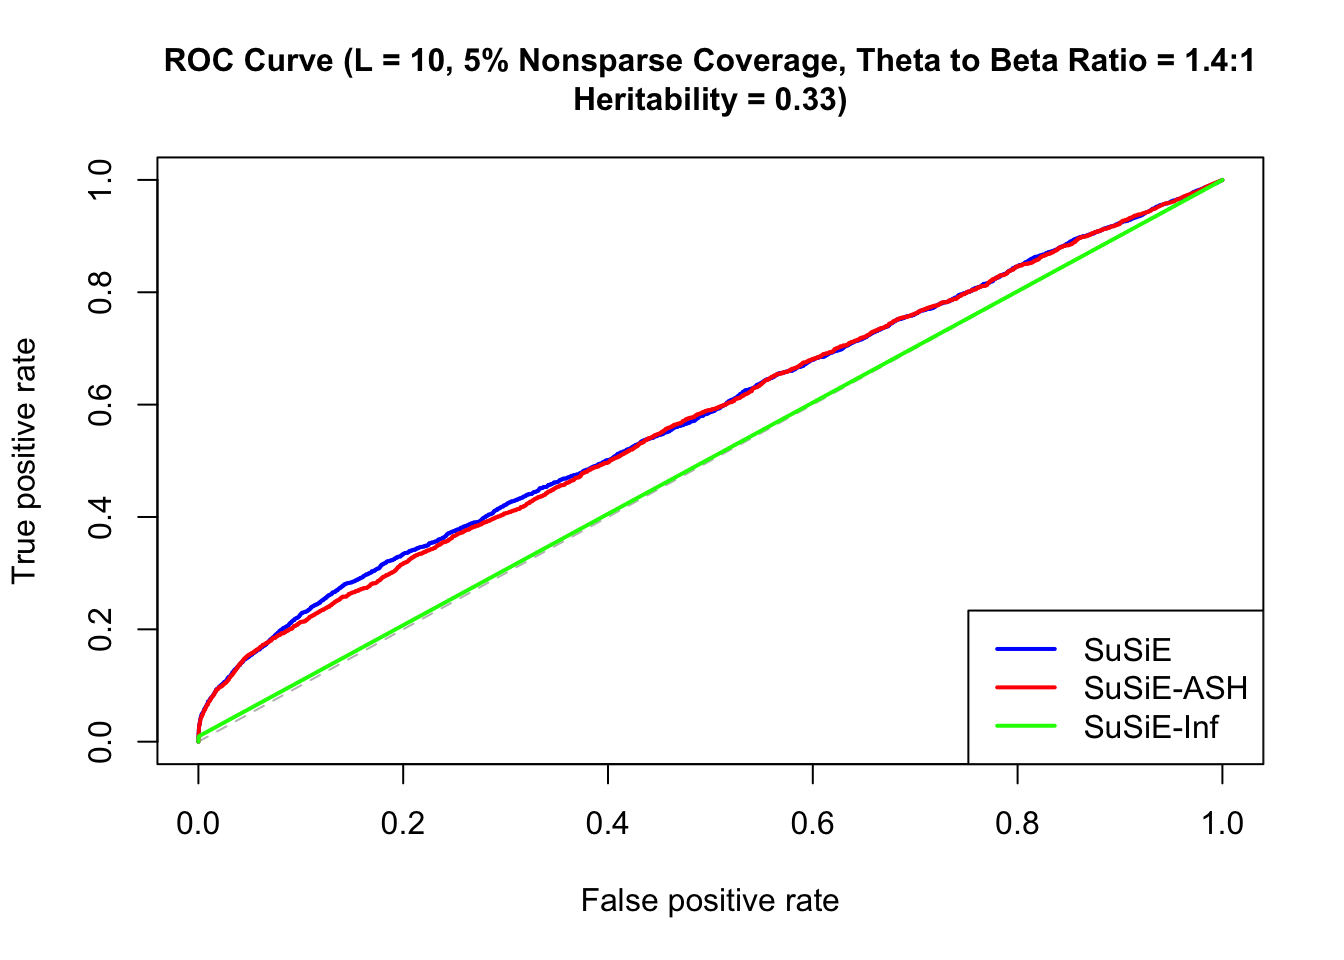 ROC Curve (L = 10, 5% Nonsparse Coverage, Theta to Beta Ratio = 1.4:1
Heritability = 0.33)
True positive rate
1.0
0.8
0.6
0.4
0.2
0.0
SuSiE
SuSiE-ASH
SuSiE-Inf
0.0 0.2 0.4 0.6 0.8 1.0
False positive rate